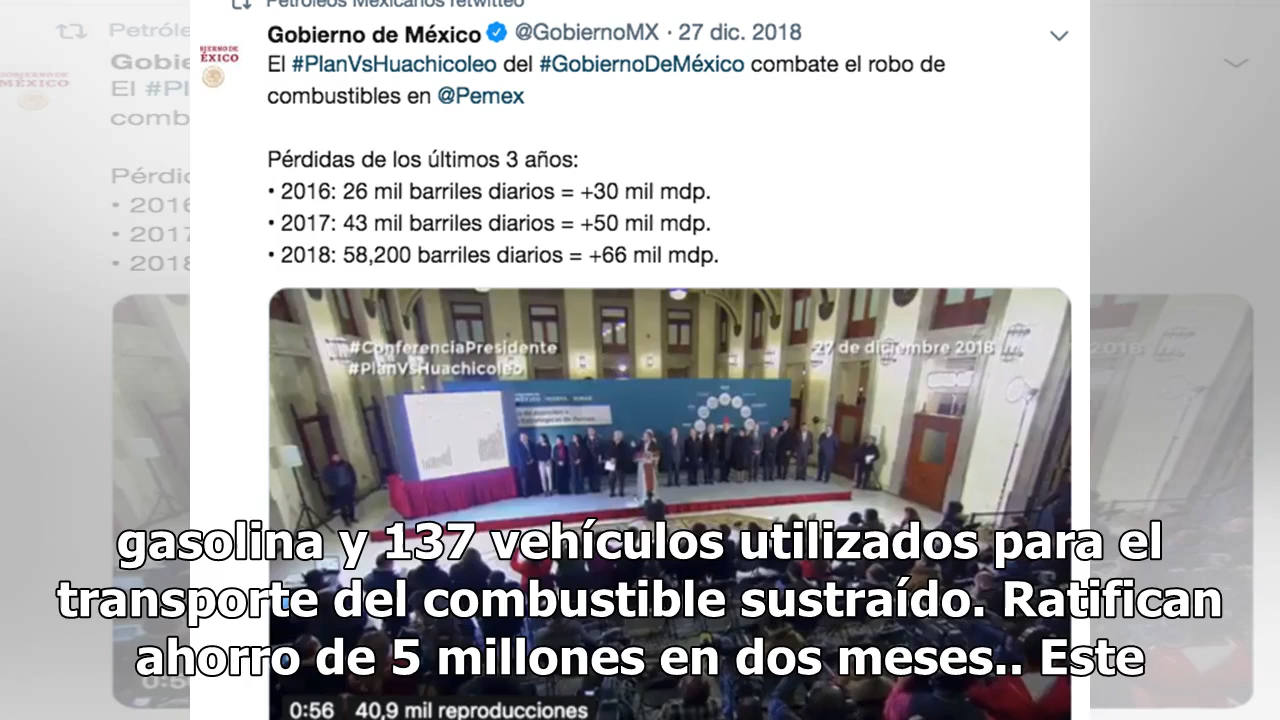 Petróleos Mexicanos retwitteó
Gobierno de México @GobiernoMX · 27 dic. 2018
GOBIERNO DE
MÉXICO
El #PlanVsHuachicoleo del #GobiernoDeMéxico combate el robo de
combustibles en @Pemex
Pérdidas de los últimos 3 años:
• 2016: 26 mil barriles diarios = +30 mil mdp.
• 2017: 43 mil barriles diarios = +50 mil mdp.
• 2018: 58,200 barriles diarios = +66 mil mdp.
#ConferenciaPresidente
#PlanVsHuachicoleo
27 de diciembre 2018
gasolina y 137 vehículos utilizados para el
transporte del combustible sustraído. Ratifican
ahorro de 5 millones en dos meses.. Este
0:56 40,9 mil reproducciones